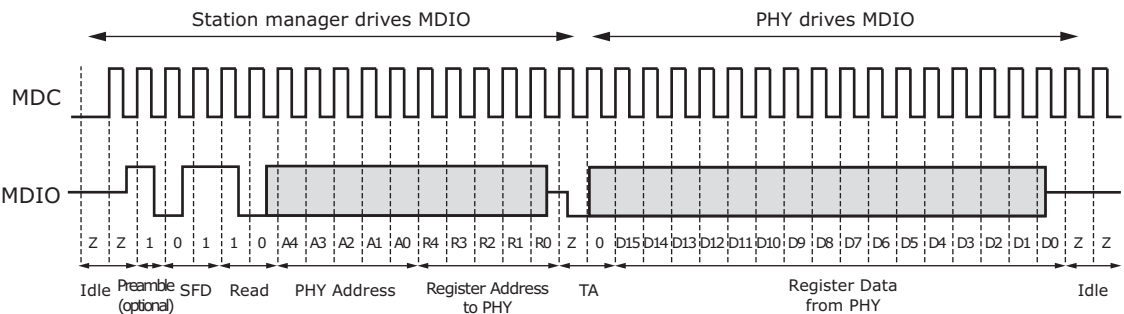 Station manager drives MDIO PHY drives MDIO
MDC
MDIO
Z Z 1 0 1 1 0 A4 A3 A2 A1 A0 R4 R3 R2 R1 R0 Z 0 D15 D14 D13 D12 D11 D10 D9 D8 D7 D6 D5 D4 D3 D2 D1 D0 Z Z
Idle Preamble (optional) SFD Read PHY Address Register Address to PHY TA Register Data from PHY Idle